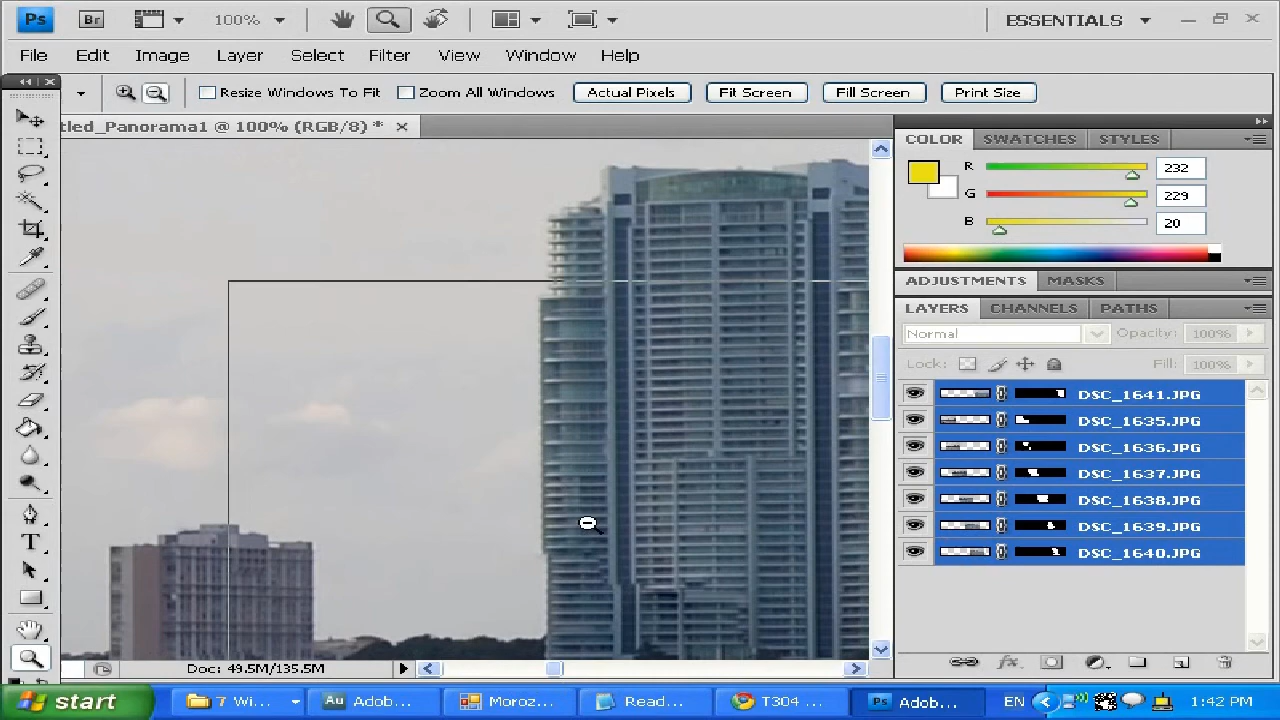 Ps Br 100% ESSENTIALS
File Edit Image Layer Select Filter View Window Help
Resize Windows To Fit Zoom All Windows Actual Pixels Fit Screen Fill Screen Print Size
tled_Panorama1 @ 100% (RGB/8) *
COLOR SWATCHES STYLES
R 232
G 229
B 20
ADJUSTMENTS MASKS
LAYERS CHANNELS PATHS
Normal Opacity: 100%
Lock: Fill: 100%
DSC_1641.JPG
DSC_1635.JPG
DSC_1636.JPG
DSC_1637.JPG
DSC_1638.JPG
DSC_1639.JPG
DSC_1640.JPG
Doc: 49.5M/135.5M
start 7 Wi... Au Adob... Moroz... Read... T304 ... Ps Adob... EN 1:42 PM